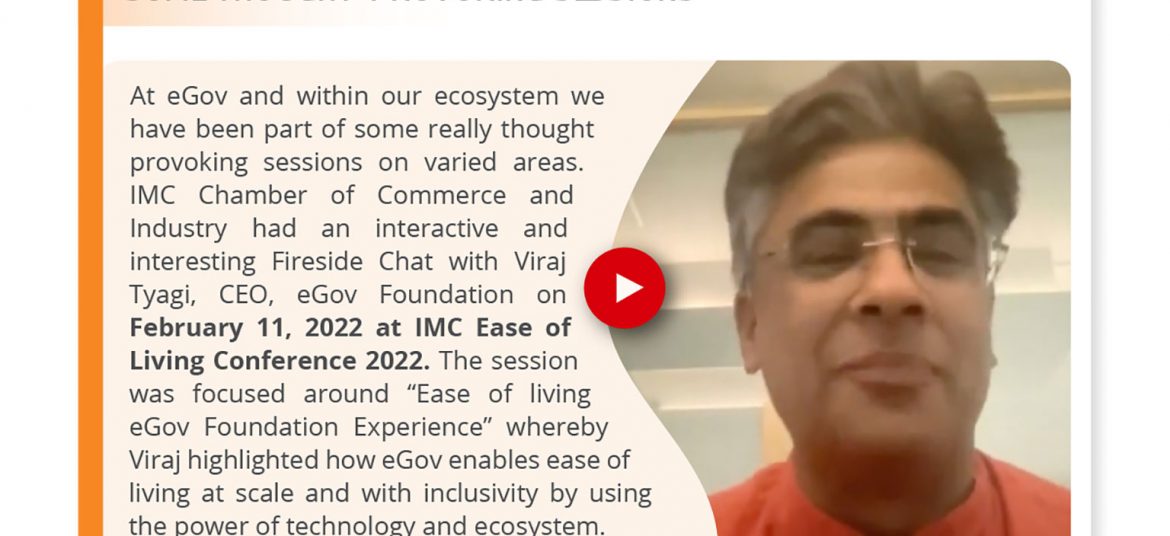 At eGov and within our ecosystem we
have been part of some really thought
provoking sessions on varied areas.
IMC Chamber of Commerce and
Industry had an interactive and
interesting Fireside Chat with Viraj
Tyagi, CEO, eGov Foundation on
February 11, 2022 at IMC Ease of
Living Conference 2022. The session
was focused around “Ease of living
eGov Foundation Experience” whereby
Viraj highlighted how eGov enables ease of
living at scale and with inclusivity by using
the power of technology and ecosystem.